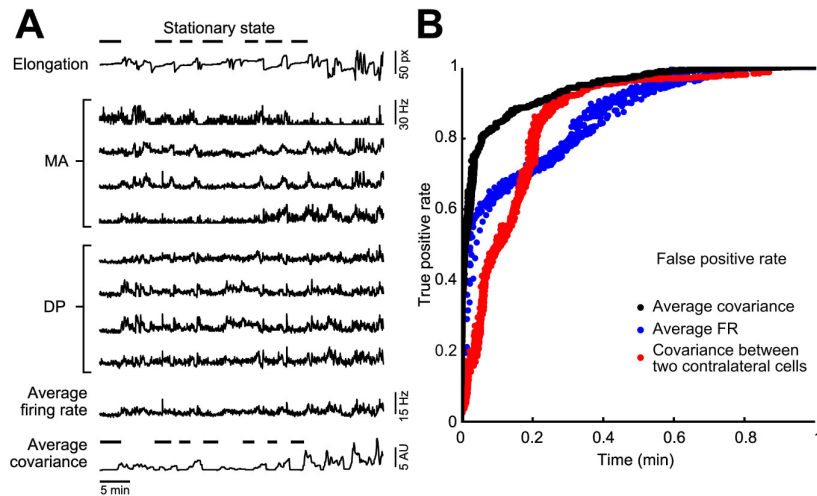 A
Stationary state
Elongation
50 px
MA
30 Hz
DP
Average
firing rate
15 Hz
Average
covariance
5 AU
5 min
B
1
0.8
0.6
0.4
0.2
0
True positive rate
False positive rate
Average covariance
Average FR
Covariance between
two contralateral cells
0 0.2 0.4 0.6 0.8 1
Time (min)